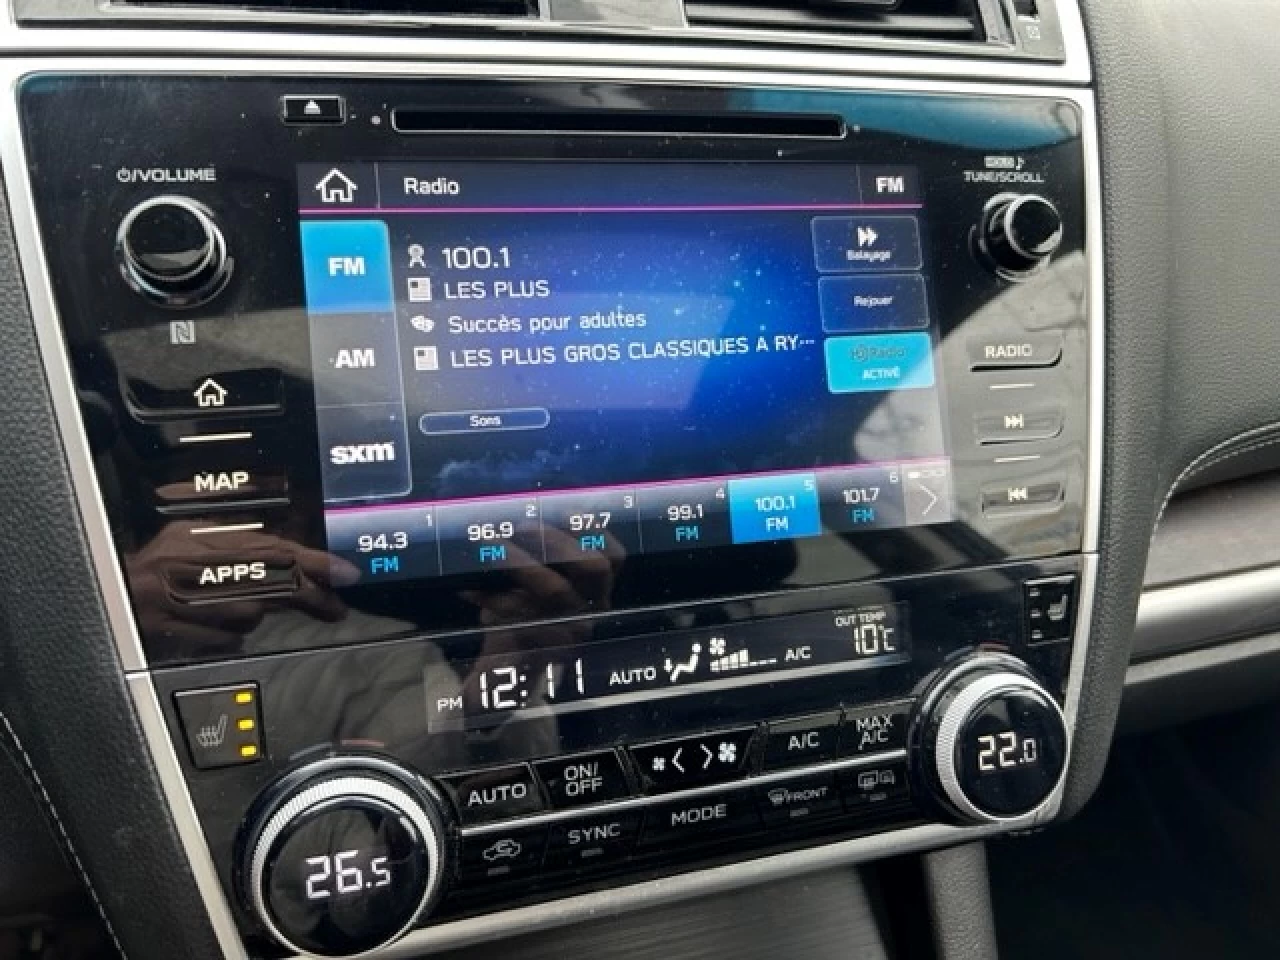 ⏻/VOLUME
TUNE/SCROLL
Radio
FM
FM
AM
sxm
100.1
LES PLUS
Succès pour adultes
LES PLUS GROS CLASSIQUES A RY...
Sons
Balayage
Rejouer
Radio
ACTIVÉ
1
94.3
FM
2
96.9
FM
3
97.7
FM
4
99.1
FM
5
100.1
FM
6
101.7
FM
MAP
APPS
RADIO
PM 12:11 AUTO A/C
OUT TEMP
10°C
AUTO
ON/
OFF
A/C
MAX
A/C
SYNC
MODE
FRONT
26.5
22.0